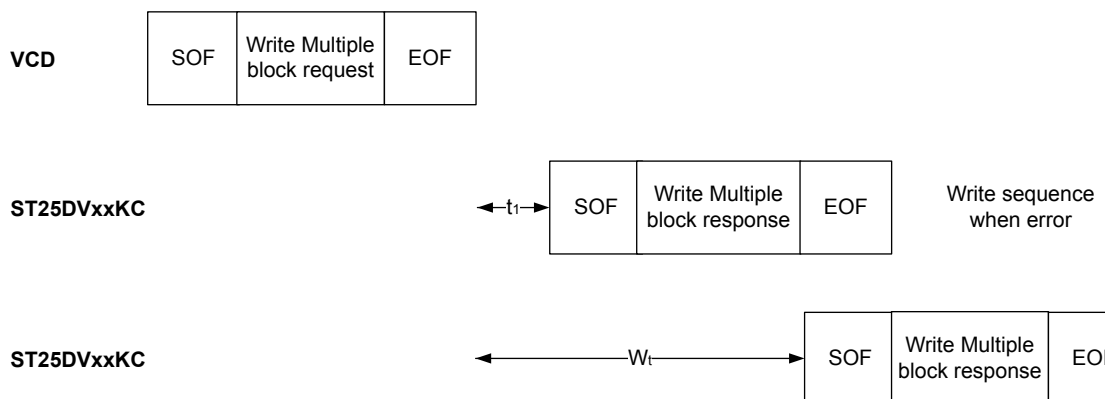 VCD
SOF
Write Multiple
block request
EOF
ST25DVxxKC
t1
SOF
Write Multiple
block response
EOF
Write sequence
when error
ST25DVxxKC
Wt
SOF
Write Multiple
block response